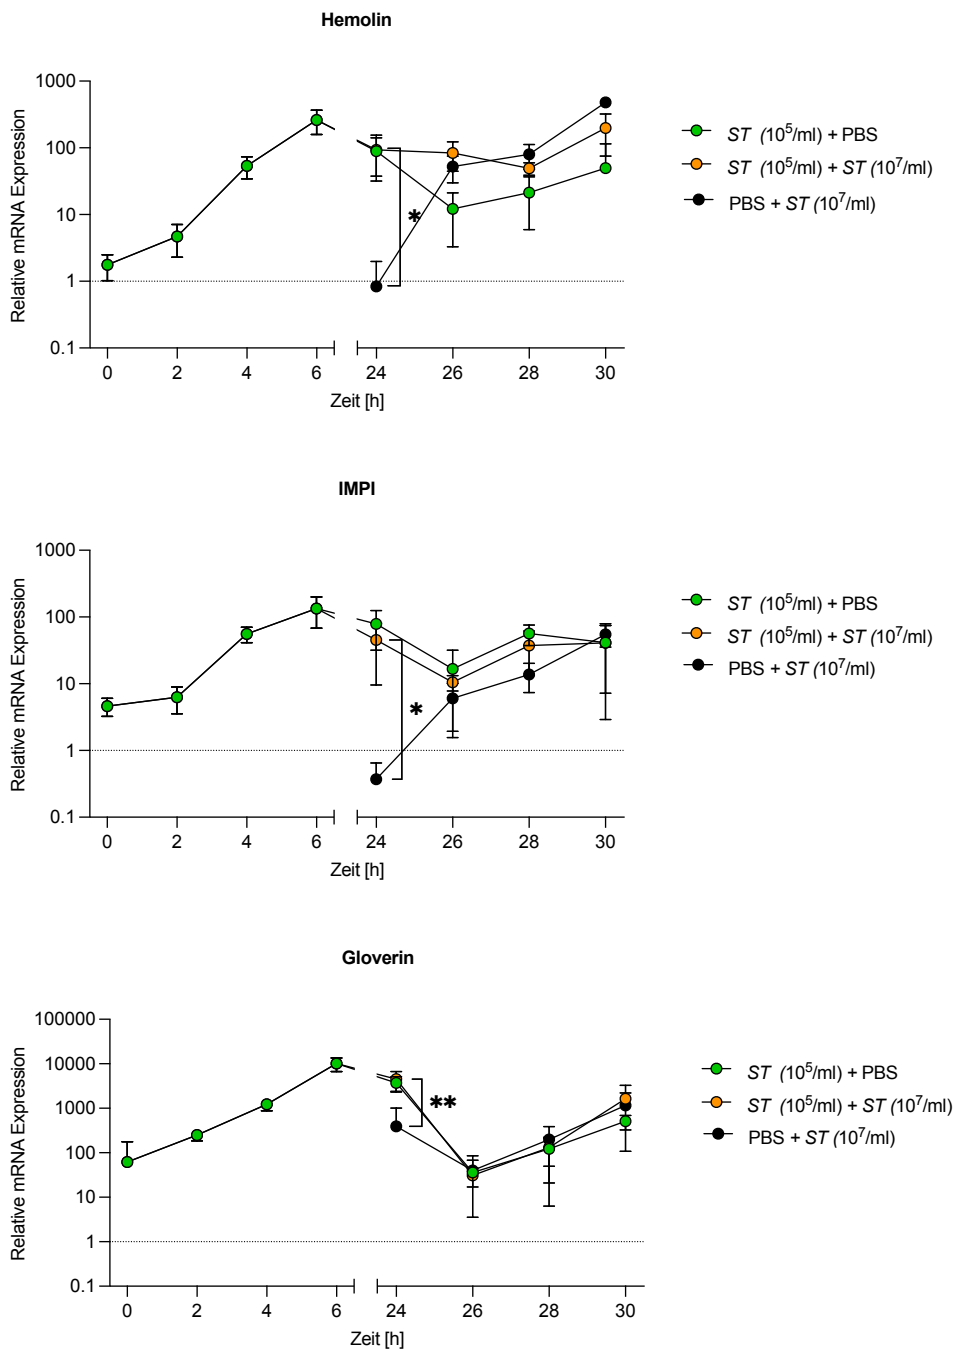 Hemolin
Relative mRNA Expression
1000
100
10
1
0.1
*
0 2 4 6 24 26 28 30
Zeit [h]
ST (10⁵/ml) + PBS
ST (10⁵/ml) + ST (10⁷/ml)
PBS + ST (10⁷/ml)
IMPI
Relative mRNA Expression
1000
100
10
1
0.1
*
0 2 4 6 24 26 28 30
Zeit [h]
ST (10⁵/ml) + PBS
ST (10⁵/ml) + ST (10⁷/ml)
PBS + ST (10⁷/ml)
Gloverin
Relative mRNA Expression
100000
10000
1000
100
10
1
0.1
**
0 2 4 6 24 26 28 30
Zeit [h]
ST (10⁵/ml) + PBS
ST (10⁵/ml) + ST (10⁷/ml)
PBS + ST (10⁷/ml)